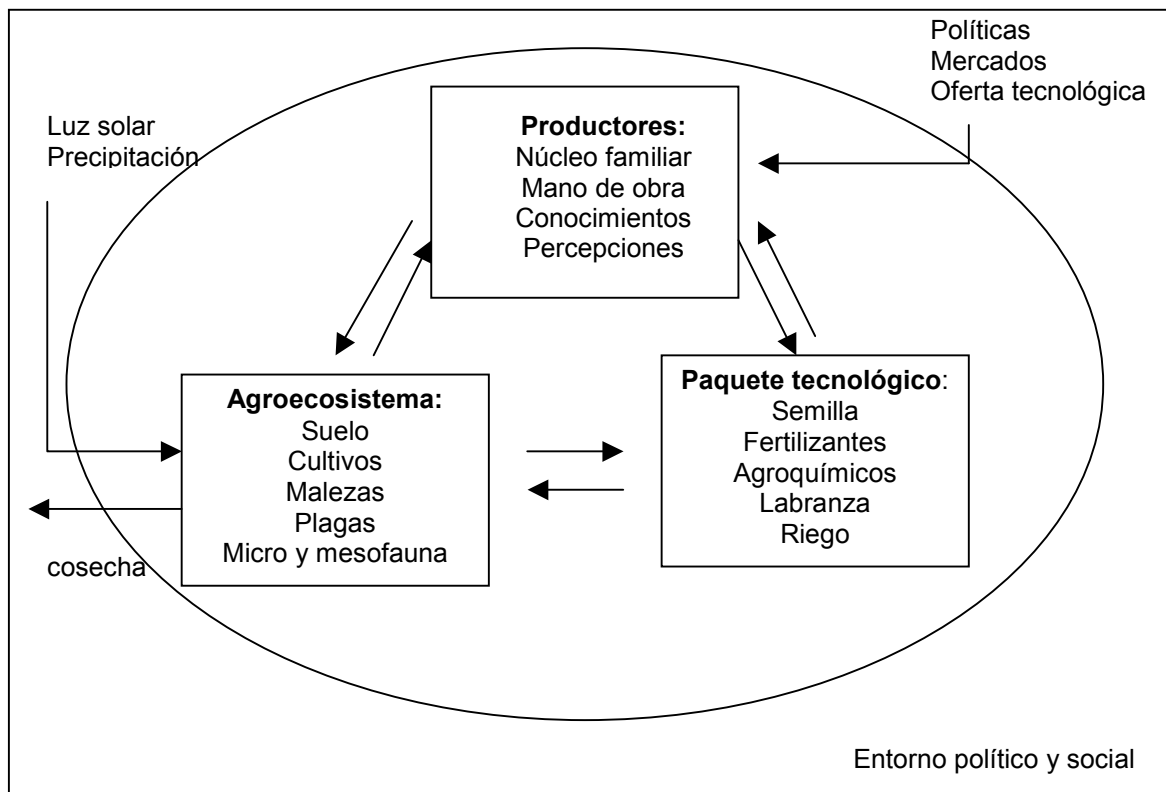 Políticas
Mercados
Oferta tecnológica
Luz solar
Precipitación
Productores:
Núcleo familiar
Mano de obra
Conocimientos
Percepciones
Agroecosistema:
Suelo
Cultivos
Malezas
Plagas
Micro y mesofauna
Paquete tecnológico:
Semilla
Fertilizantes
Agroquímicos
Labranza
Riego
cosecha
Entorno político y social